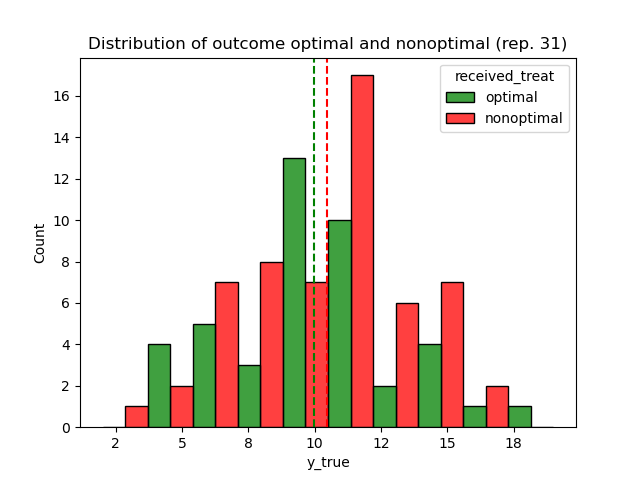 Distribution of outcome optimal and nonoptimal (rep. 31)
received_treat
optimal
nonoptimal
16
14
12
10
8
6
4
2
0
Count
2 5 8 10 12 15 18
y_true